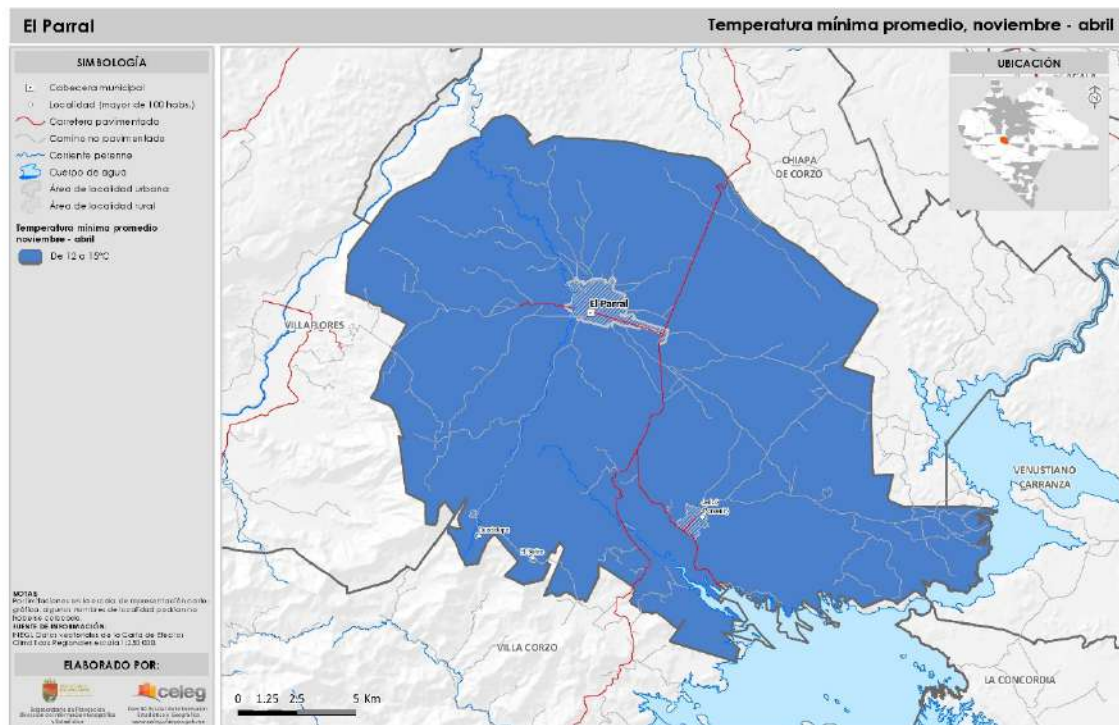 El Parral
Temperatura mínima promedio, noviembre - abril
SIMBOLOGÍA
Cabecera municipal
Localidad (mayor de 100 habs.)
Carretera pavimentada
Camino no pavimentado
Corriente perenne
Cuerpo de agua
Área de localidad urbana
Área de localidad rural
Temperatura mínima promedio
noviembre - abril
De 12 a 15°C
NOTAS
FUENTE DE INFORMACIÓN:
ELABORADO POR:
ceieg
UBICACIÓN
N
CHIAPA
DE CORZO
El Parral
VILLAFLORES
VENUSTIANO
CARRANZA
VILLA CORZO
LA CONCORDIA
0 1.25 2.5 5 Km